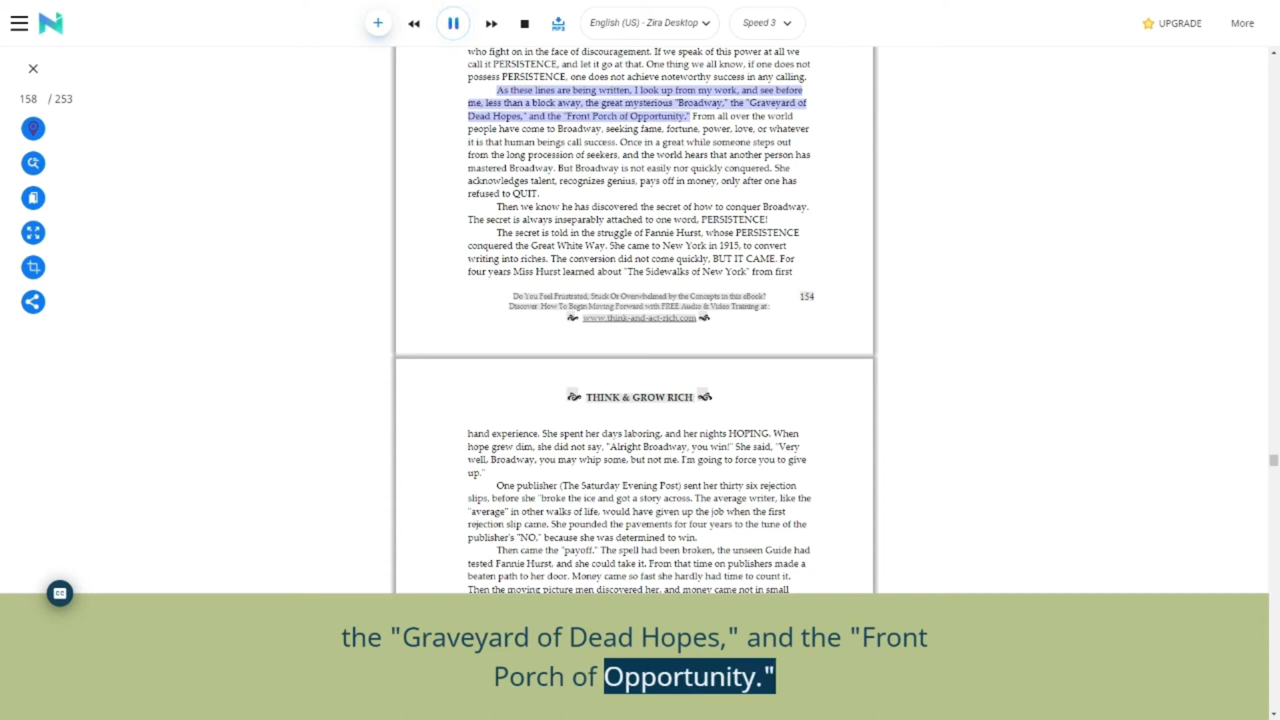 English (US) - Zira Desktop
Speed 3
UPGRADE
More
MP3
158 / 253
who fight on in the face of discouragement. If we speak of this power at all we
call it PERSISTENCE, and let it go at that. One thing we all know, if one does not
possess PERSISTENCE, one does not achieve noteworthy success in any calling.
As these lines are being written, I look up from my work, and see before
me, less than a block away, the great mysterious "Broadway," the "Graveyard of
Dead Hopes," and the "Front Porch of Opportunity." From all over the world
people have come to Broadway, seeking fame, fortune, power, love, or whatever
it is that human beings call success. Once in a great while someone steps out
from the long procession of seekers, and the world hears that another person has
mastered Broadway. But Broadway is not easily nor quickly conquered. She
acknowledges talent, recognizes genius, pays off in money, only after one has
refused to QUIT.
Then we know he has discovered the secret of how to conquer Broadway.
The secret is always inseparably attached to one word, PERSISTENCE!
The secret is told in the struggle of Fannie Hurst, whose PERSISTENCE
conquered the Great White Way. She came to New York in 1915, to convert
writing into riches. The conversion did not come quickly, BUT IT CAME. For
four years Miss Hurst learned about "The Sidewalks of New York" from first
Do You Feel Frustrated, Stuck Or Overwhelmed by the Concepts in this eBook?
154
Discover How To Begin Moving Forward with FREE Audio & Video Training at:
www.think-and-act-rich.com
THINK & GROW RICH
hand experience. She spent her days laboring, and her nights HOPING. When
hope grew dim, she did not say, "Alright Broadway, you win!" She said, "Very
well, Broadway, you may whip some, but not me. I'm going to force you to give
up."
One publisher (The Saturday Evening Post) sent her thirty six rejection
slips, before she "broke the ice and got a story across. The average writer, like the
"average" in other walks of life, would have given up the job when the first
rejection slip came. She pounded the pavements for four years to the tune of the
publisher's "NO," because she was determined to win.
Then came the "payoff." The spell had been broken, the unseen Guide had
tested Fannie Hurst, and she could take it. From that time on publishers made a
beaten path to her door. Money came so fast she hardly had time to count it.
Then the moving picture men discovered her, and money came not in small
CC
the "Graveyard of Dead Hopes," and the "Front
Porch of Opportunity."